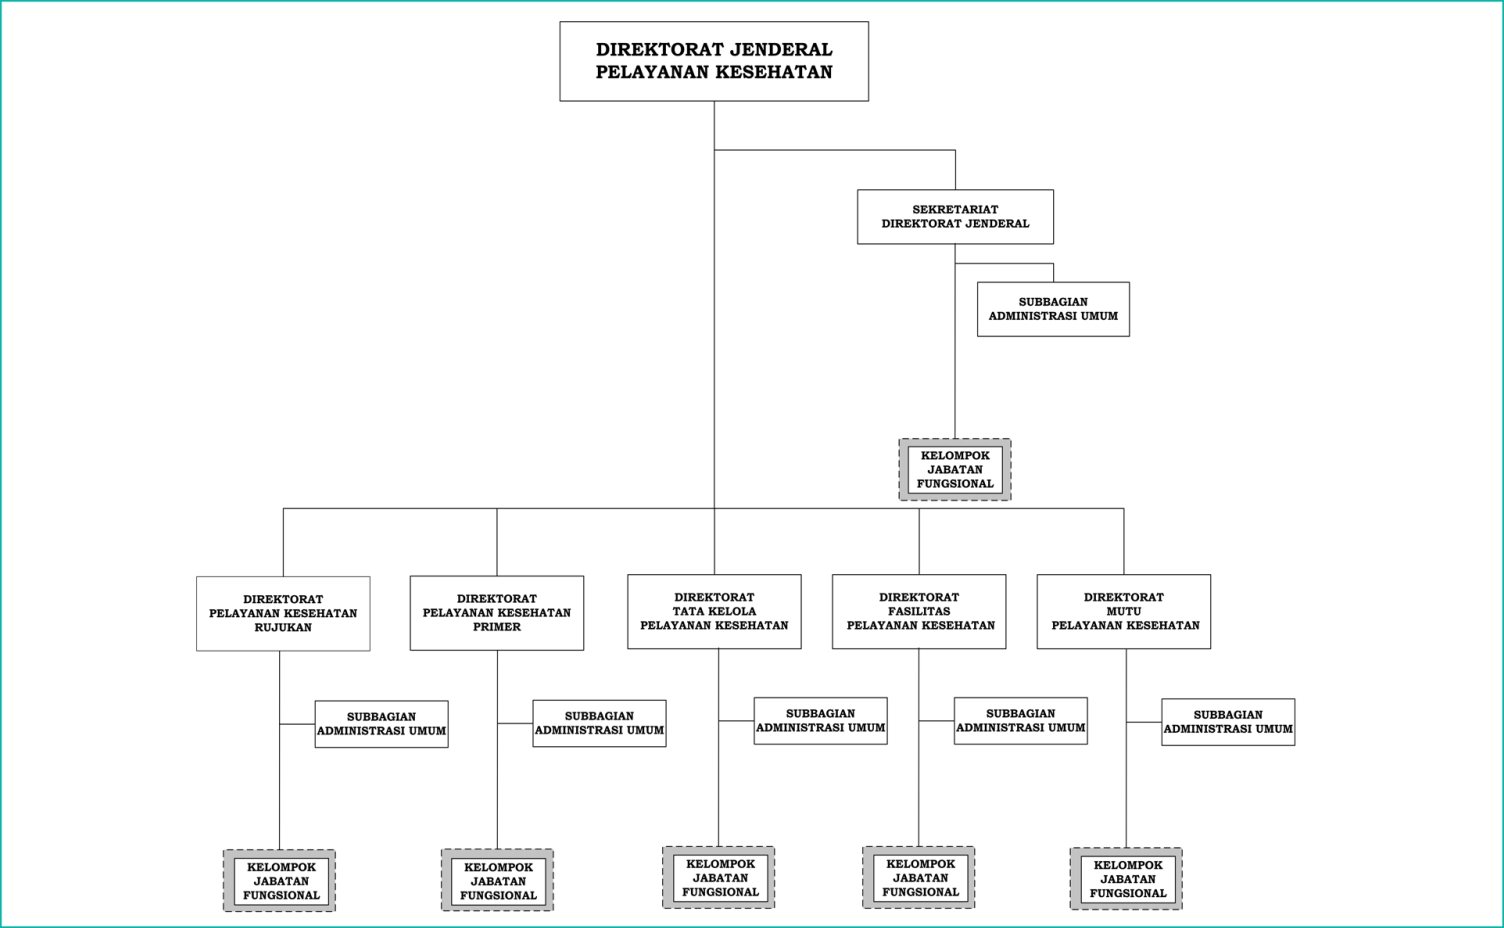 DIREKTORAT JENDERAL
PELAYANAN KESEHATAN
SEKRETARIAT
DIREKTORAT JENDERAL
SUBBAGIAN
ADMINISTRASI UMUM
KELOMPOK
JABATAN
FUNGSIONAL
DIREKTORAT
PELAYANAN KESEHATAN
RUJUKAN
DIREKTORAT
PELAYANAN KESEHATAN
PRIMER
DIREKTORAT
TATA KELOLA
PELAYANAN KESEHATAN
DIREKTORAT
FASILITAS
PELAYANAN KESEHATAN
DIREKTORAT
MUTU
PELAYANAN KESEHATAN
SUBBAGIAN
ADMINISTRASI UMUM
SUBBAGIAN
ADMINISTRASI UMUM
SUBBAGIAN
ADMINISTRASI UMUM
SUBBAGIAN
ADMINISTRASI UMUM
SUBBAGIAN
ADMINISTRASI UMUM
KELOMPOK
JABATAN
FUNGSIONAL
KELOMPOK
JABATAN
FUNGSIONAL
KELOMPOK
JABATAN
FUNGSIONAL
KELOMPOK
JABATAN
FUNGSIONAL
KELOMPOK
JABATAN
FUNGSIONAL